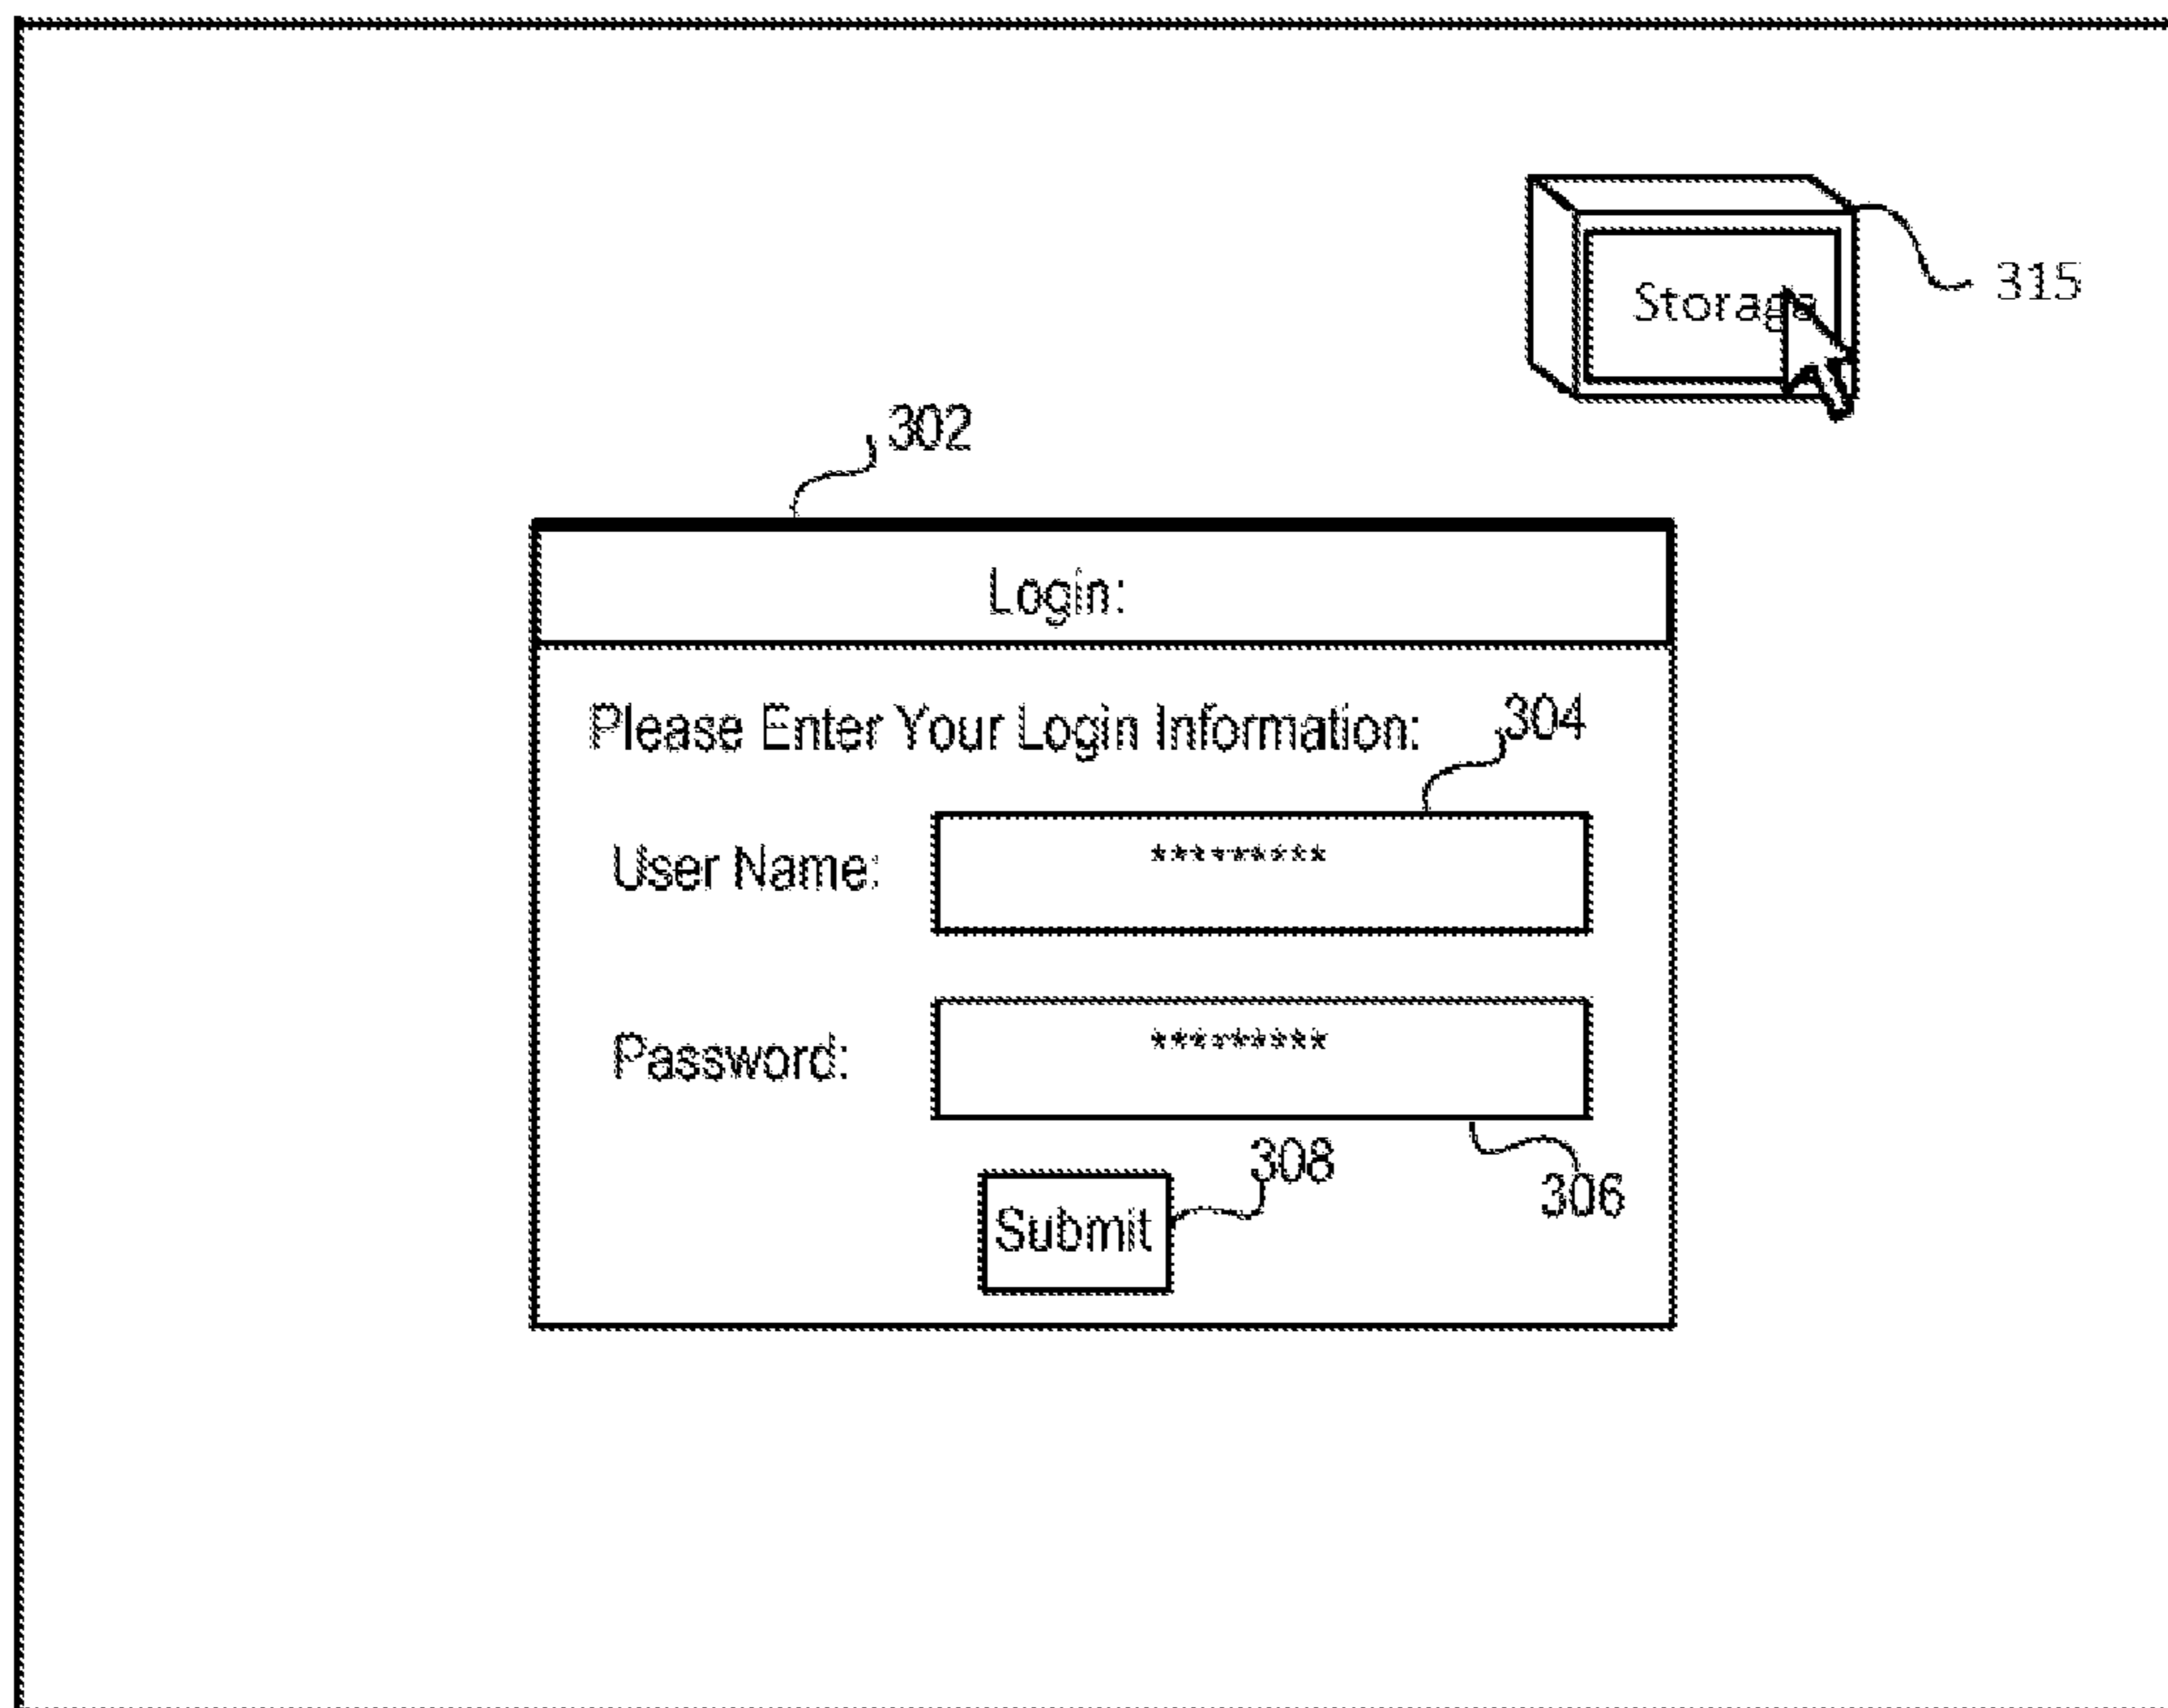 315
Storage
302
Login:
Please Enter Your Login Information:
304
User Name: *********
Password: *********
308
306
Submit